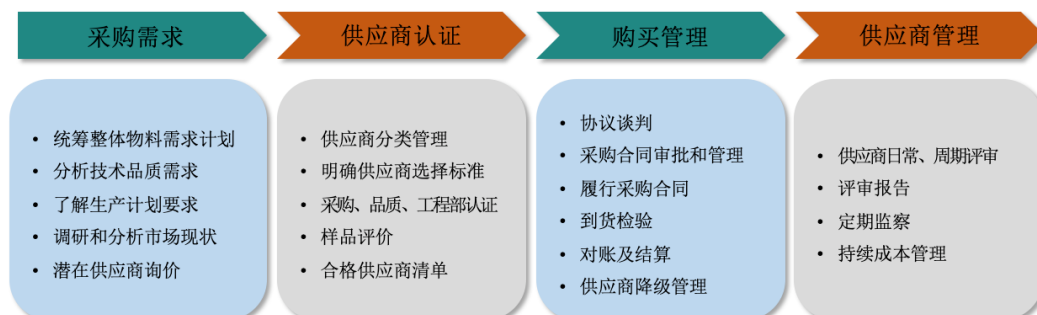 采购需求
供应商认证
购买管理
供应商管理
• 统筹整体物料需求计划
• 分析技术品质需求
• 了解生产计划要求
• 调研和分析市场现状
• 潜在供应商询价
• 供应商分类管理
• 明确供应商选择标准
• 采购、品质、工程部认证
• 样品评价
• 合格供应商清单
• 协议谈判
• 采购合同审批和管理
• 履行采购合同
• 到货检验
• 对账及结算
• 供应商降级管理
• 供应商日常、周期评审
• 评审报告
• 定期监察
• 持续成本管理